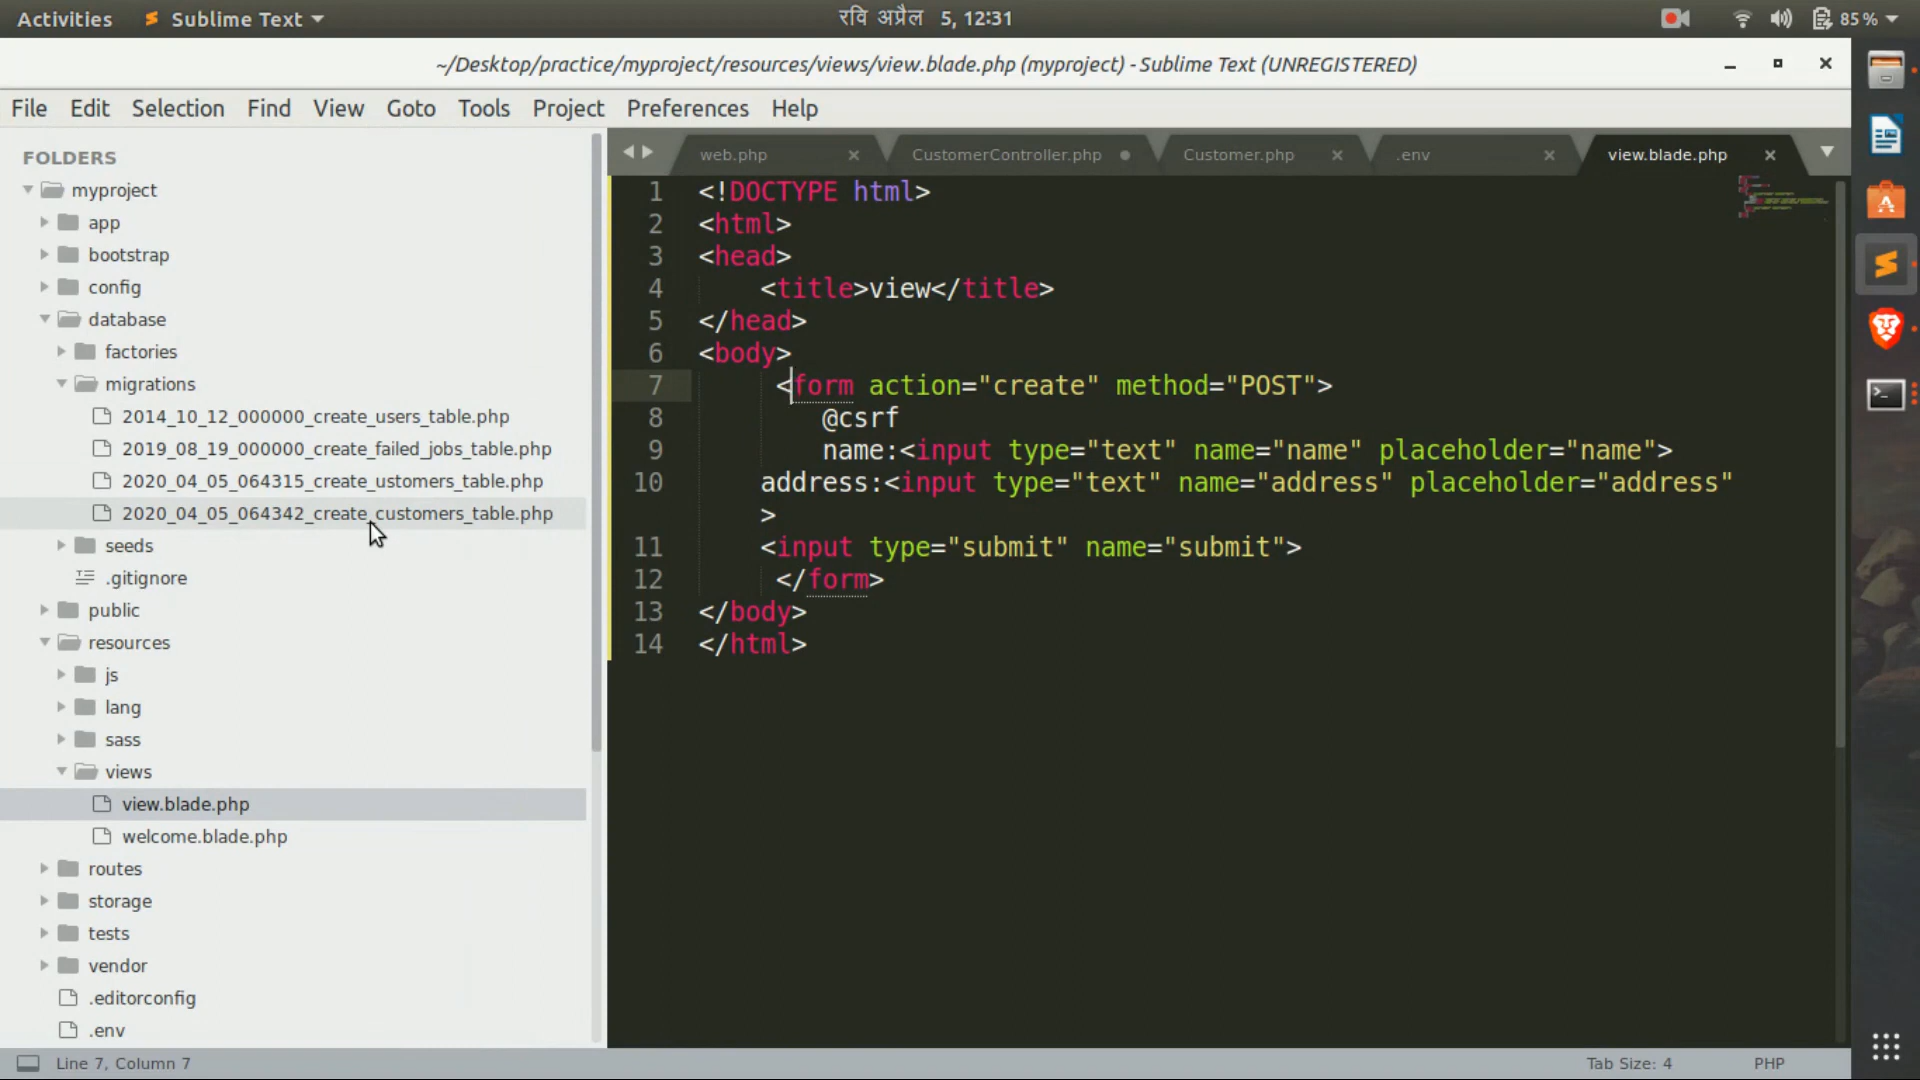 Activities Sublime Text रवि अप्रैल 5, 12:31 85 %
~/Desktop/practice/myproject/resources/views/view.blade.php (myproject) - Sublime Text (UNREGISTERED)
File Edit Selection Find View Goto Tools Project Preferences Help
FOLDERS
myproject
app
bootstrap
config
database
factories
migrations
2014_10_12_000000_create_users_table.php
2019_08_19_000000_create_failed_jobs_table.php
2020_04_05_064315_create_ustomers_table.php
2020_04_05_064342_create_customers_table.php
seeds
.gitignore
public
resources
js
lang
sass
views
view.blade.php
welcome.blade.php
routes
storage
tests
vendor
.editorconfig
.env
web.php CustomerController.php Customer.php .env view.blade.php
1 <!DOCTYPE html>
2 <html>
3 <head>
4 <title>view</title>
5 </head>
6 <body>
7 <form action="create" method="POST">
8 @csrf
9 name:<input type="text" name="name" placeholder="name">
10 address:<input type="text" name="address" placeholder="address"
>
11 <input type="submit" name="submit">
12 </form>
13 </body>
14 </html>
Line 7, Column 7 Tab Size: 4 PHP